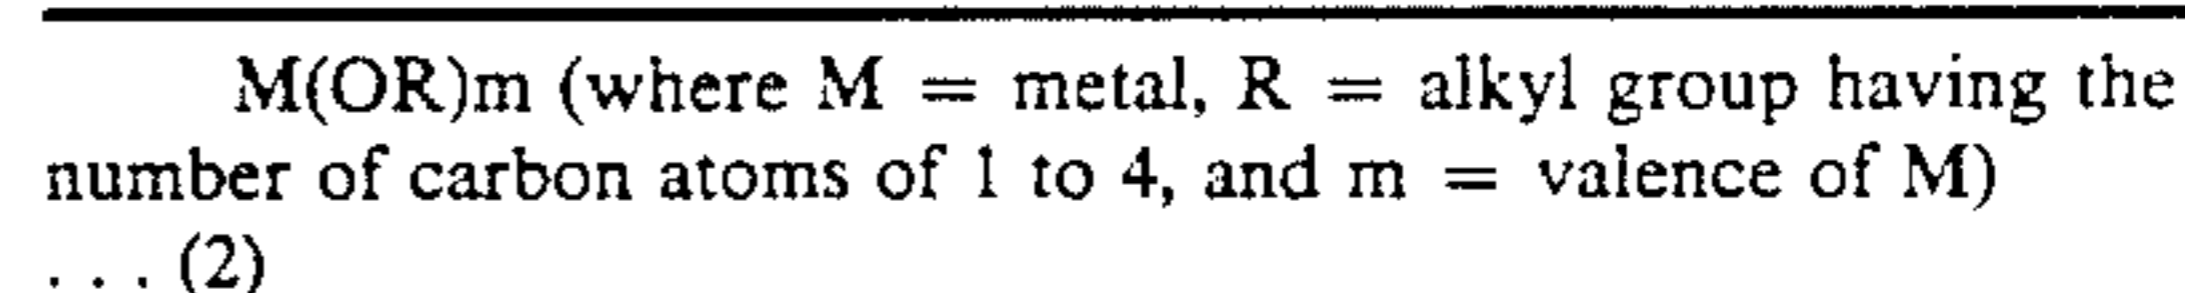 M(OR)m (where M = metal, R = alkyl group having the
number of carbon atoms of 1 to 4, and m = valence of M)
. . . (2)